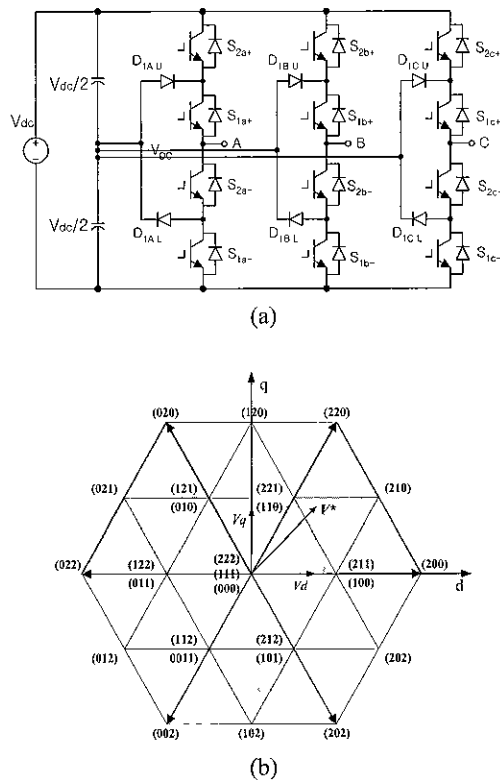 S2a+
S2b+
S2c+
D1A U
D1B U
D1C U
Vdc/2
S1a+
S1b+
S1c+
Vdc
A
B
C
S2a-
S2b-
S2c-
Vdc/2
D1A L
D1B L
D1C L
S1a-
S1b-
S1c-
(a)
q
(020)
(120)
(220)
(021)
(121)
(221)
(210)
(010)
(110)
V*
Vq
(022)
(122)
(222)
(211)
(200)
(111)
(011)
(000)
Vd
(100)
d
(012)
(112)
(212)
(202)
(0011)
(101)
(002)
(102)
(202)
(b)